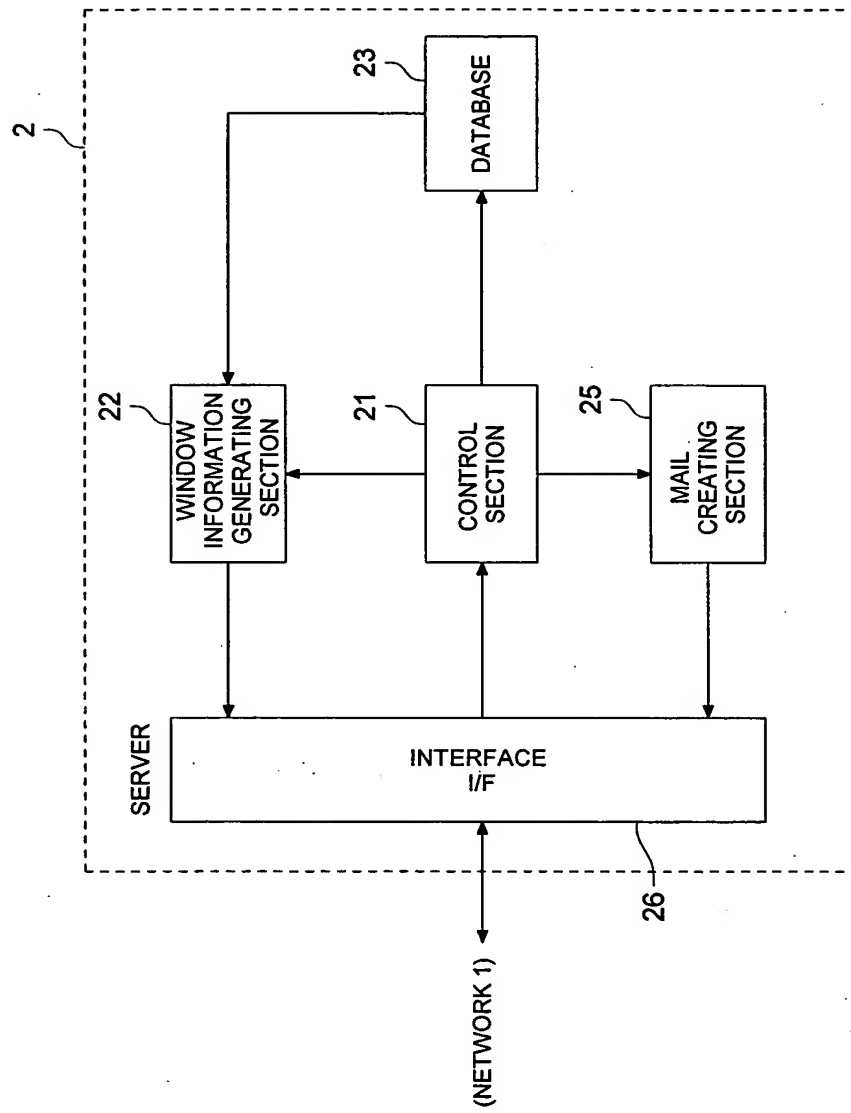 2
SERVER
22
WINDOW
INFORMATION
GENERATING
SECTION
23
DATABASE
21
CONTROL
SECTION
25
MAIL
CREATING
SECTION
INTERFACE
I/F
26
(NETWORK 1)